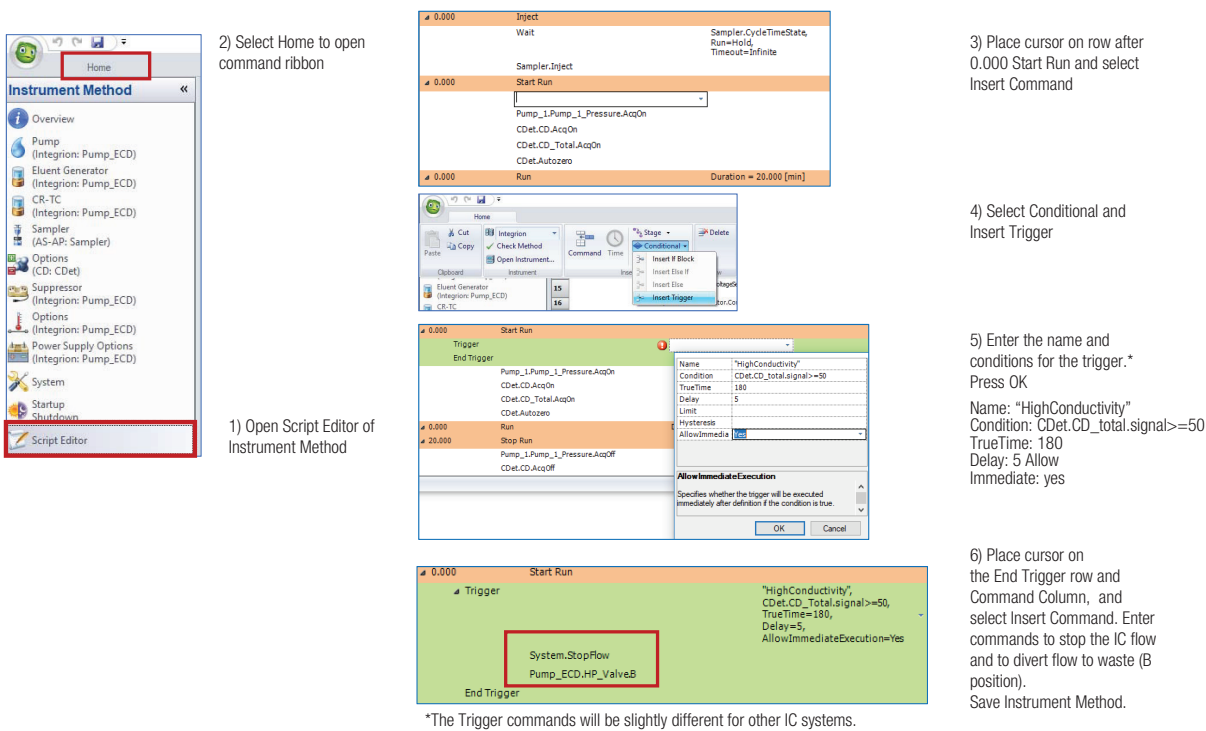 Home
Instrument Method «
Overview
Pump
(Integrion: Pump_ECD)
Eluent Generator
(Integrion: Pump_ECD)
CR-TC
(Integrion: Pump_ECD)
Sampler
(AS-AP: Sampler)
Options
(CD: CDet)
Suppressor
(Integrion: Pump_ECD)
Options
(Integrion: Pump_ECD)
Power Supply Options
(Integrion: Pump_ECD)
System
Startup
Shutdown
Script Editor
2) Select Home to open
command ribbon
1) Open Script Editor of
Instrument Method
0.000 Inject
Wait Sampler.CycleTimeState,
Run=Hold,
Timeout=Infinite
Sampler.Inject
0.000 Start Run
Pump_1.Pump_1_Pressure.AcqOn
CDet.CD.AcqOn
CDet.CD_Total.AcqOn
CDet.Autozero
0.000 Run Duration = 20.000 [min]
3) Place cursor on row after
0.000 Start Run and select
Insert Command
Home
Paste
Cut
Copy
Clipboard
Integrion
Check Method
Open Instrument...
Instrument
Command Time
Stage
Conditional
Delete
Insert If Block
Insert Else If
Insert Else
Insert Trigger
Eluent Generator
(Integrion: Pump_ECD)
CR-TC
15
16
4) Select Conditional and
Insert Trigger
0.000 Start Run
Trigger
End Trigger
Pump_1.Pump_1_Pressure.AcqOn
CDet.CD.AcqOn
CDet.CD_Total.AcqOn
CDet.Autozero
0.000 Run
20.000 Stop Run
Pump_1.Pump_1_Pressure.AcqOff
CDet.CD.AcqOff
Name "HighConductivity"
Condition CDet.CD_total.signal>=50
TrueTime 180
Delay 5
Limit
Hysteresis
AllowImmedia Yes
AllowImmediateExecution
Specifies whether the trigger will be executed
immediately after definition if the condition is true.
OK Cancel
5) Enter the name and
conditions for the trigger.*
Press OK
Name: “HighConductivity”
Condition: CDet.CD_total.signal>=50
TrueTime: 180
Delay: 5 Allow
Immediate: yes
0.000 Start Run
Trigger "HighConductivity",
CDet.CD_Total.signal>=50,
TrueTime=180,
Delay=5,
AllowImmediateExecution=Yes
System.StopFlow
Pump_ECD.HP_Valve.B
End Trigger
6) Place cursor on
the End Trigger row and
Command Column, and
select Insert Command. Enter
commands to stop the IC flow
and to divert flow to waste (B
position).
Save Instrument Method.
*The Trigger commands will be slightly different for other IC systems.